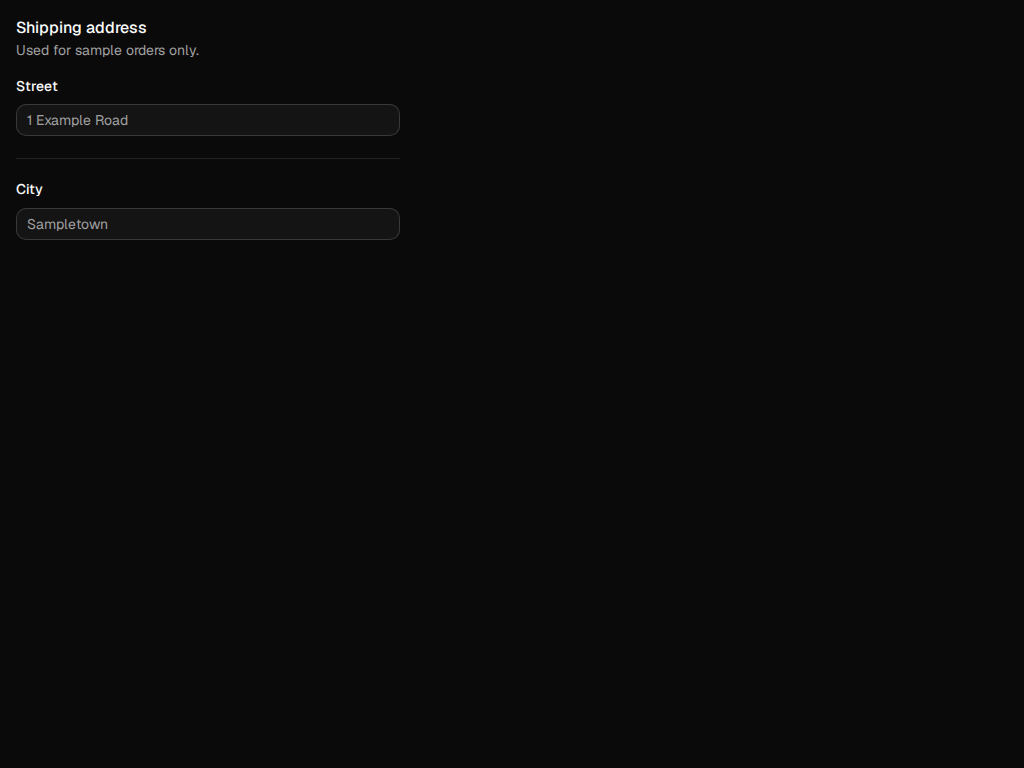 Shipping address
Used for sample orders only.
Street
1 Example Road
City
Sampletown